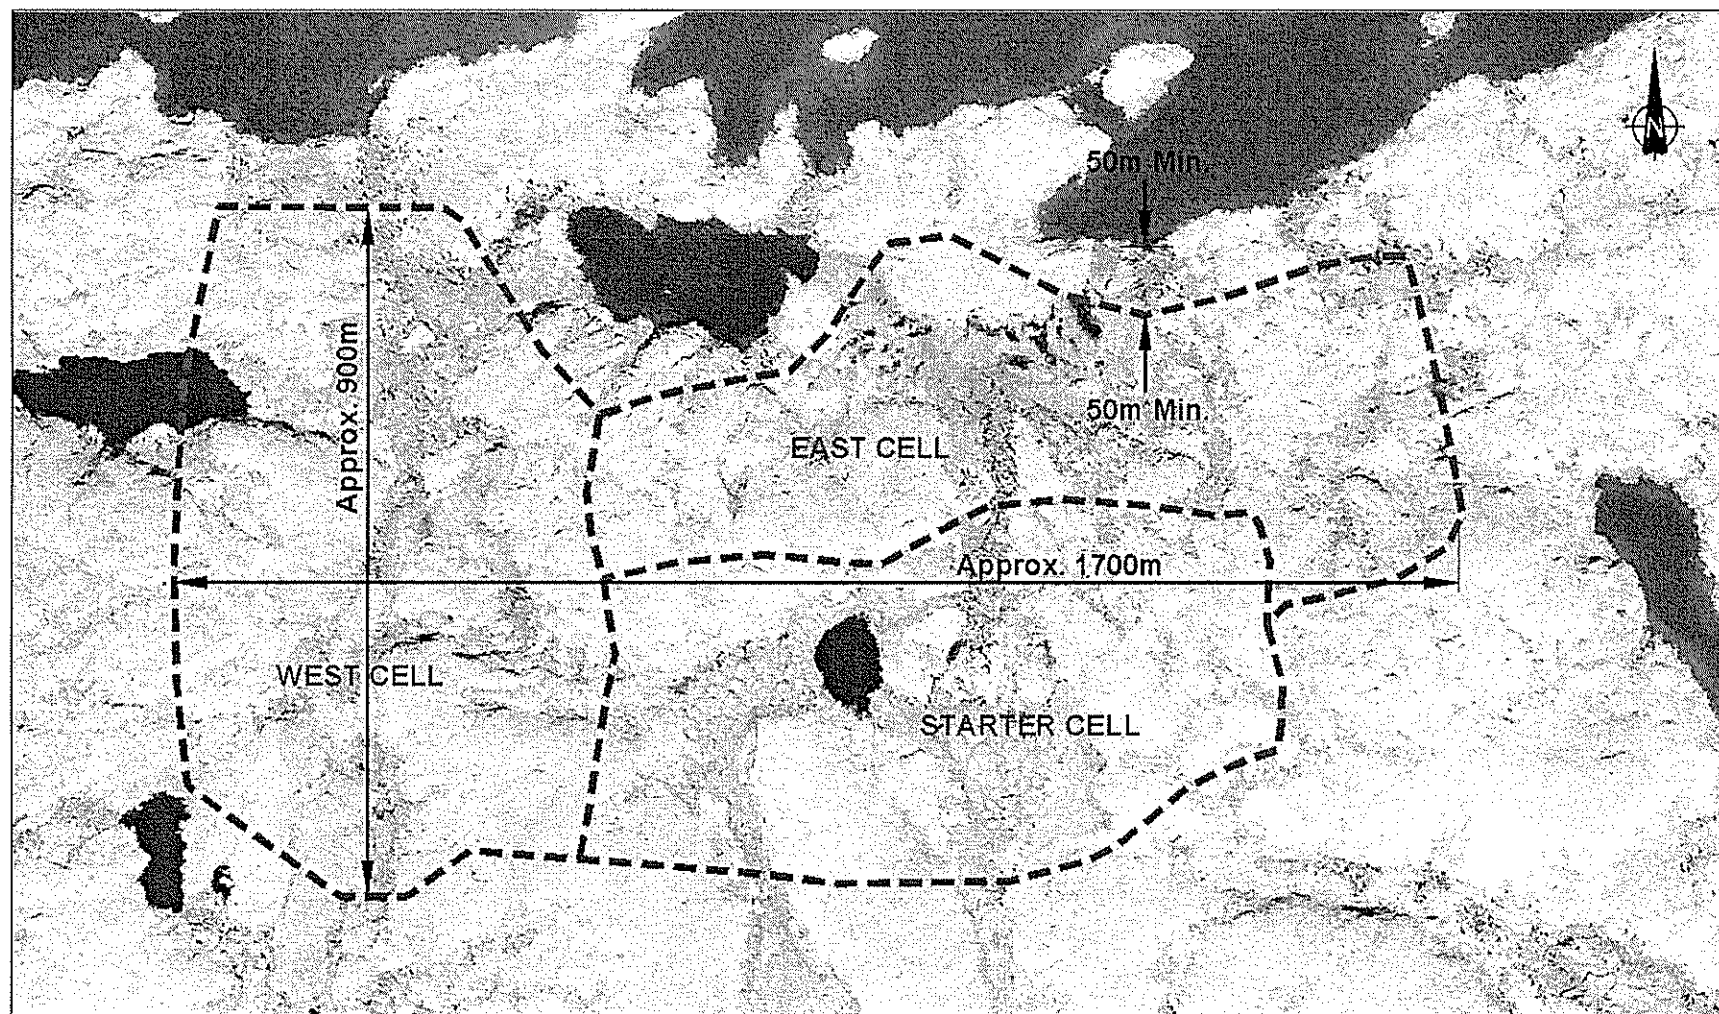 N
50m Min.
Approx. 900m
50m Min.
EAST CELL
Approx. 1700m
WEST CELL
STARTER CELL